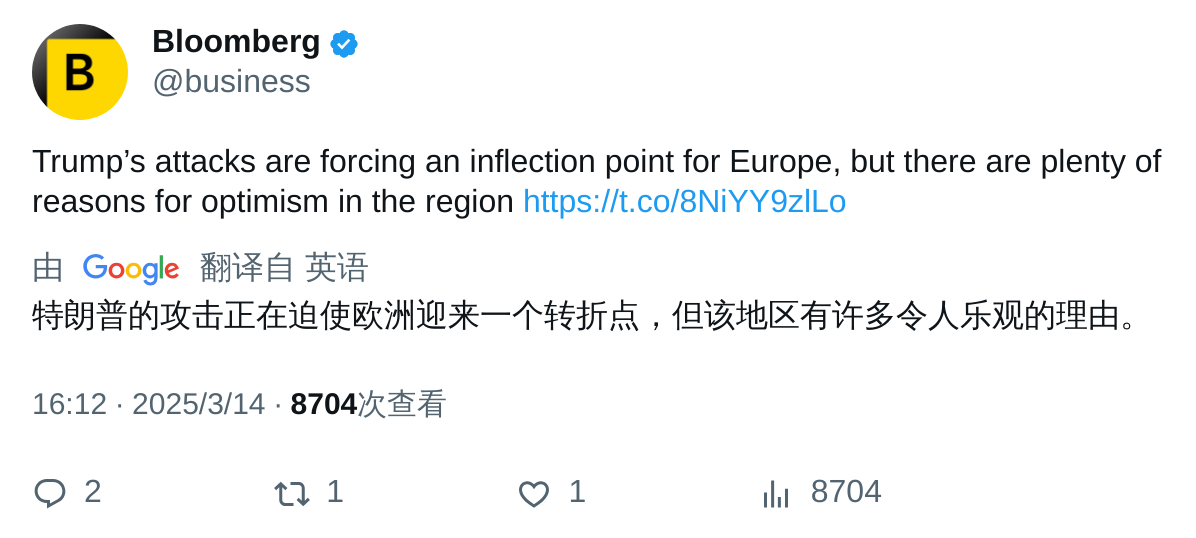 B
Bloomberg
@business
Trump’s attacks are forcing an inflection point for Europe, but there are plenty of
reasons for optimism in the region https://t.co/8NiYY9zlLo
由 Google 翻译自 英语
特朗普的攻击正在迫使欧洲迎来一个转折点，但该地区有许多令人乐观的理由。
16:12 · 2025/3/14 · 8704次查看
2 1 1 8704